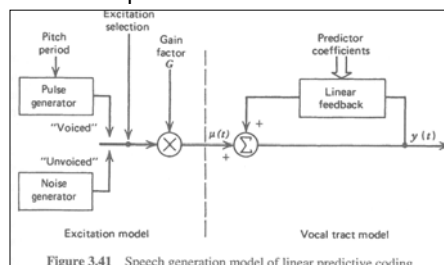 Excitation
selection
Pitch
period
Gain
factor
G
Predictor
coefficients
Pulse
generator
Linear
feedback
"Voiced"
"Unvoiced"
μ(t)
+
+
Σ
y(t)
Noise
generator
Excitation model
Vocal tract model
Figure 3.41 Speech generation model of linear predictive coding